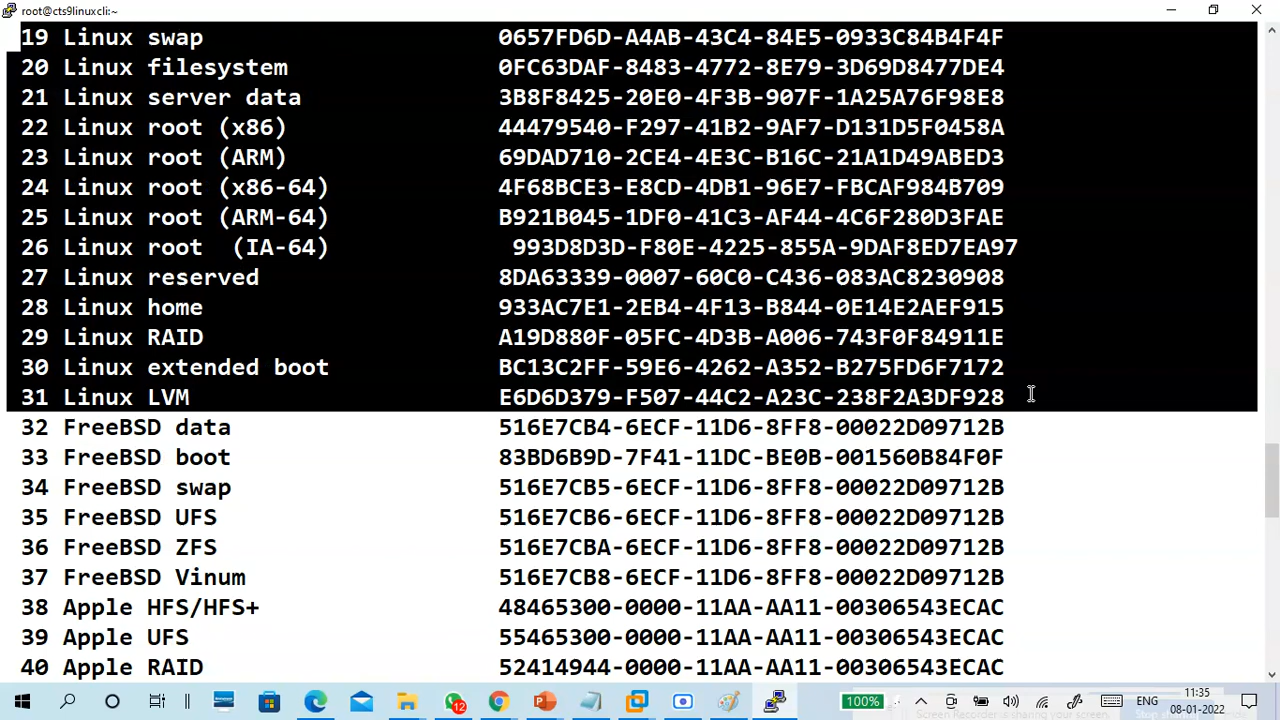 root@cts9linuxcli:~
19 Linux swap 0657FD6D-A4AB-43C4-84E5-0933C84B4F4F
20 Linux filesystem 0FC63DAF-8483-4772-8E79-3D69D8477DE4
21 Linux server data 3B8F8425-20E0-4F3B-907F-1A25A76F98E8
22 Linux root (x86) 44479540-F297-41B2-9AF7-D131D5F0458A
23 Linux root (ARM) 69DAD710-2CE4-4E3C-B16C-21A1D49ABED3
24 Linux root (x86-64) 4F68BCE3-E8CD-4DB1-96E7-FBCAF984B709
25 Linux root (ARM-64) B921B045-1DF0-41C3-AF44-4C6F280D3FAE
26 Linux root  (IA-64) 993D8D3D-F80E-4225-855A-9DAF8ED7EA97
27 Linux reserved 8DA63339-0007-60C0-C436-083AC8230908
28 Linux home 933AC7E1-2EB4-4F13-B844-0E14E2AEF915
29 Linux RAID A19D880F-05FC-4D3B-A006-743F0F84911E
30 Linux extended boot BC13C2FF-59E6-4262-A352-B275FD6F7172
31 Linux LVM E6D6D379-F507-44C2-A23C-238F2A3DF928
32 FreeBSD data 516E7CB4-6ECF-11D6-8FF8-00022D09712B
33 FreeBSD boot 83BD6B9D-7F41-11DC-BE0B-001560B84F0F
34 FreeBSD swap 516E7CB5-6ECF-11D6-8FF8-00022D09712B
35 FreeBSD UFS 516E7CB6-6ECF-11D6-8FF8-00022D09712B
36 FreeBSD ZFS 516E7CBA-6ECF-11D6-8FF8-00022D09712B
37 FreeBSD Vinum 516E7CB8-6ECF-11D6-8FF8-00022D09712B
38 Apple HFS/HFS+ 48465300-0000-11AA-AA11-00306543ECAC
39 Apple UFS 55465300-0000-11AA-AA11-00306543ECAC
40 Apple RAID 52414944-0000-11AA-AA11-00306543ECAC
12
100%
ENG
11:35
08-01-2022
Screen Recorder is sharing your screen.
Stop sharing